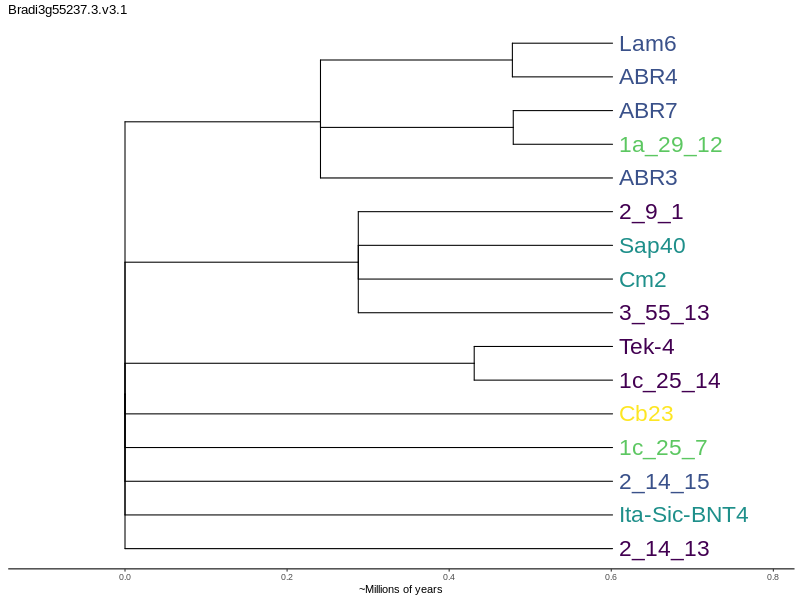 Bradi3g55237.3.v3.1
Lam6
ABR4
ABR7
1a_29_12
ABR3
2_9_1
Sap40
Cm2
3_55_13
Tek-4
1c_25_14
Cb23
1c_25_7
2_14_15
Ita-Sic-BNT4
2_14_13
0.0 0.2 0.4 0.6 0.8
~Millions of years